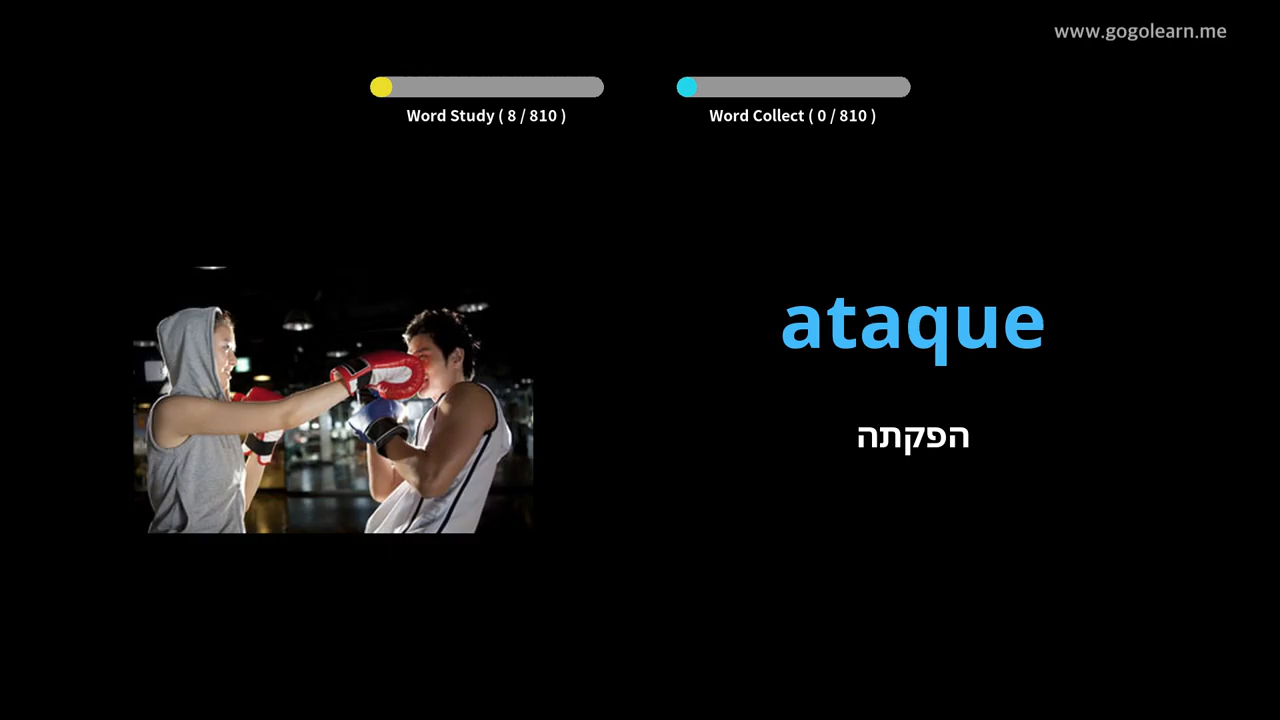 www.gogolearn.me
Word Study ( 8 / 810 )
Word Collect ( 0 / 810 )
ataque
הפקתה